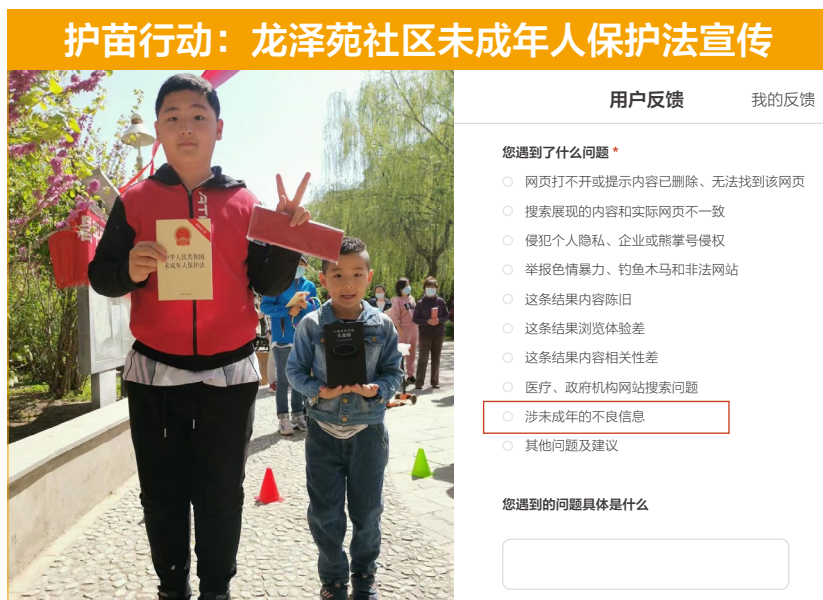 护苗行动：龙泽苑社区未成年人保护法宣传
中华人民共和国
未成年人保护法
用户反馈
我的反馈
您遇到了什么问题 *
网页打不开或提示内容已删除、无法找到该网页
搜索展现的内容和实际网页不一致
侵犯个人隐私、企业或熊掌号侵权
举报色情暴力、钓鱼木马和非法网站
这条结果内容陈旧
这条结果浏览体验差
这条结果内容相关性差
医疗、政府机构网站搜索问题
涉未成年的不良信息
其他问题及建议
您遇到的问题具体是什么